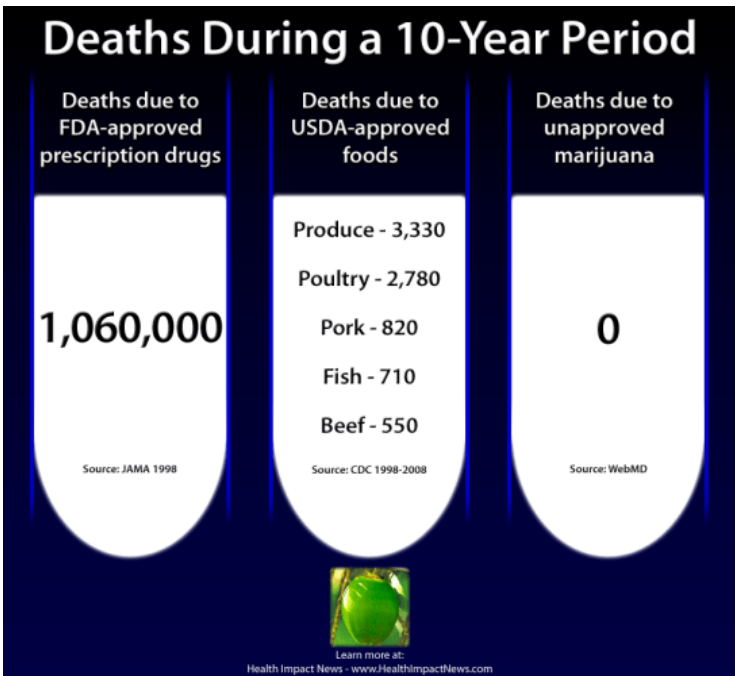 Deaths During a 10-Year Period
Deaths due to
FDA-approved
prescription drugs
1,060,000
Source: JAMA 1998
Deaths due to
USDA-approved
foods
Produce - 3,330
Poultry - 2,780
Pork - 820
Fish - 710
Beef - 550
Source: CDC 1998-2008
Deaths due to
unapproved
marijuana
0
Source: WebMD
Learn more at:
Health Impact News - www.HealthImpactNews.com